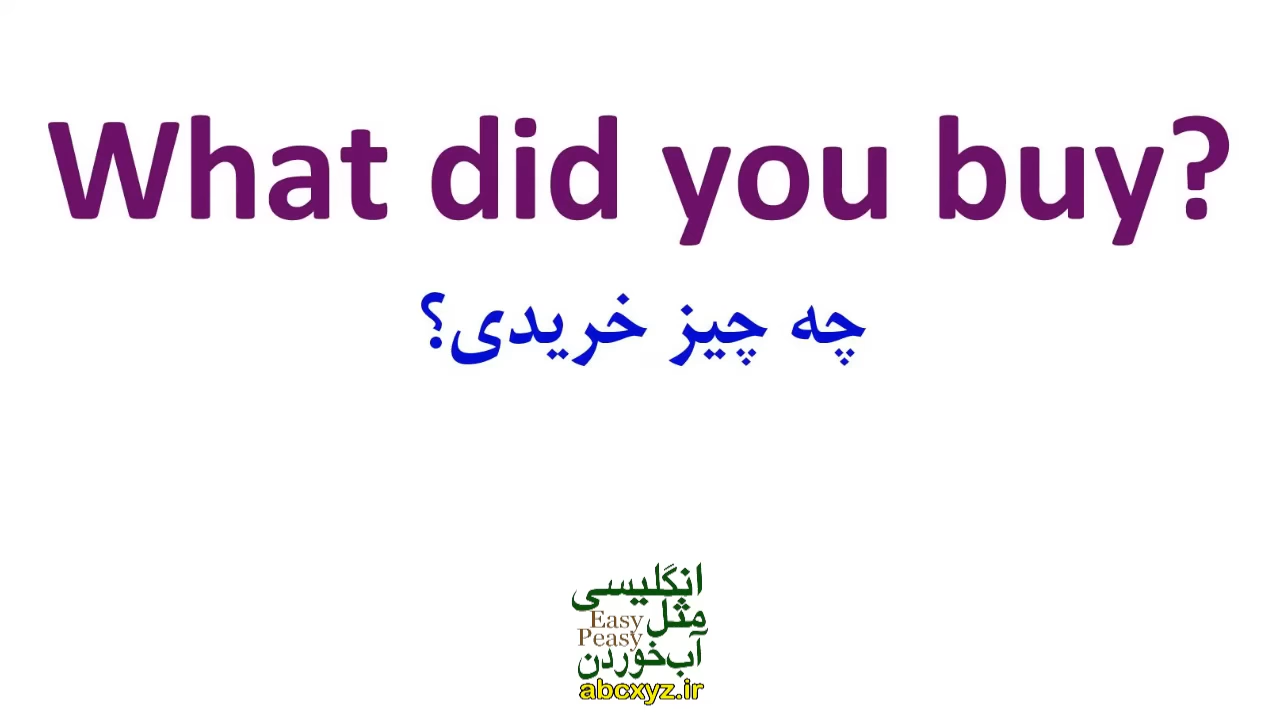 What did you buy?
چه چیز خریدی؟
انگلیسی
مثل
Easy
Peasy
آب‌خوردن
abcxyz.ir